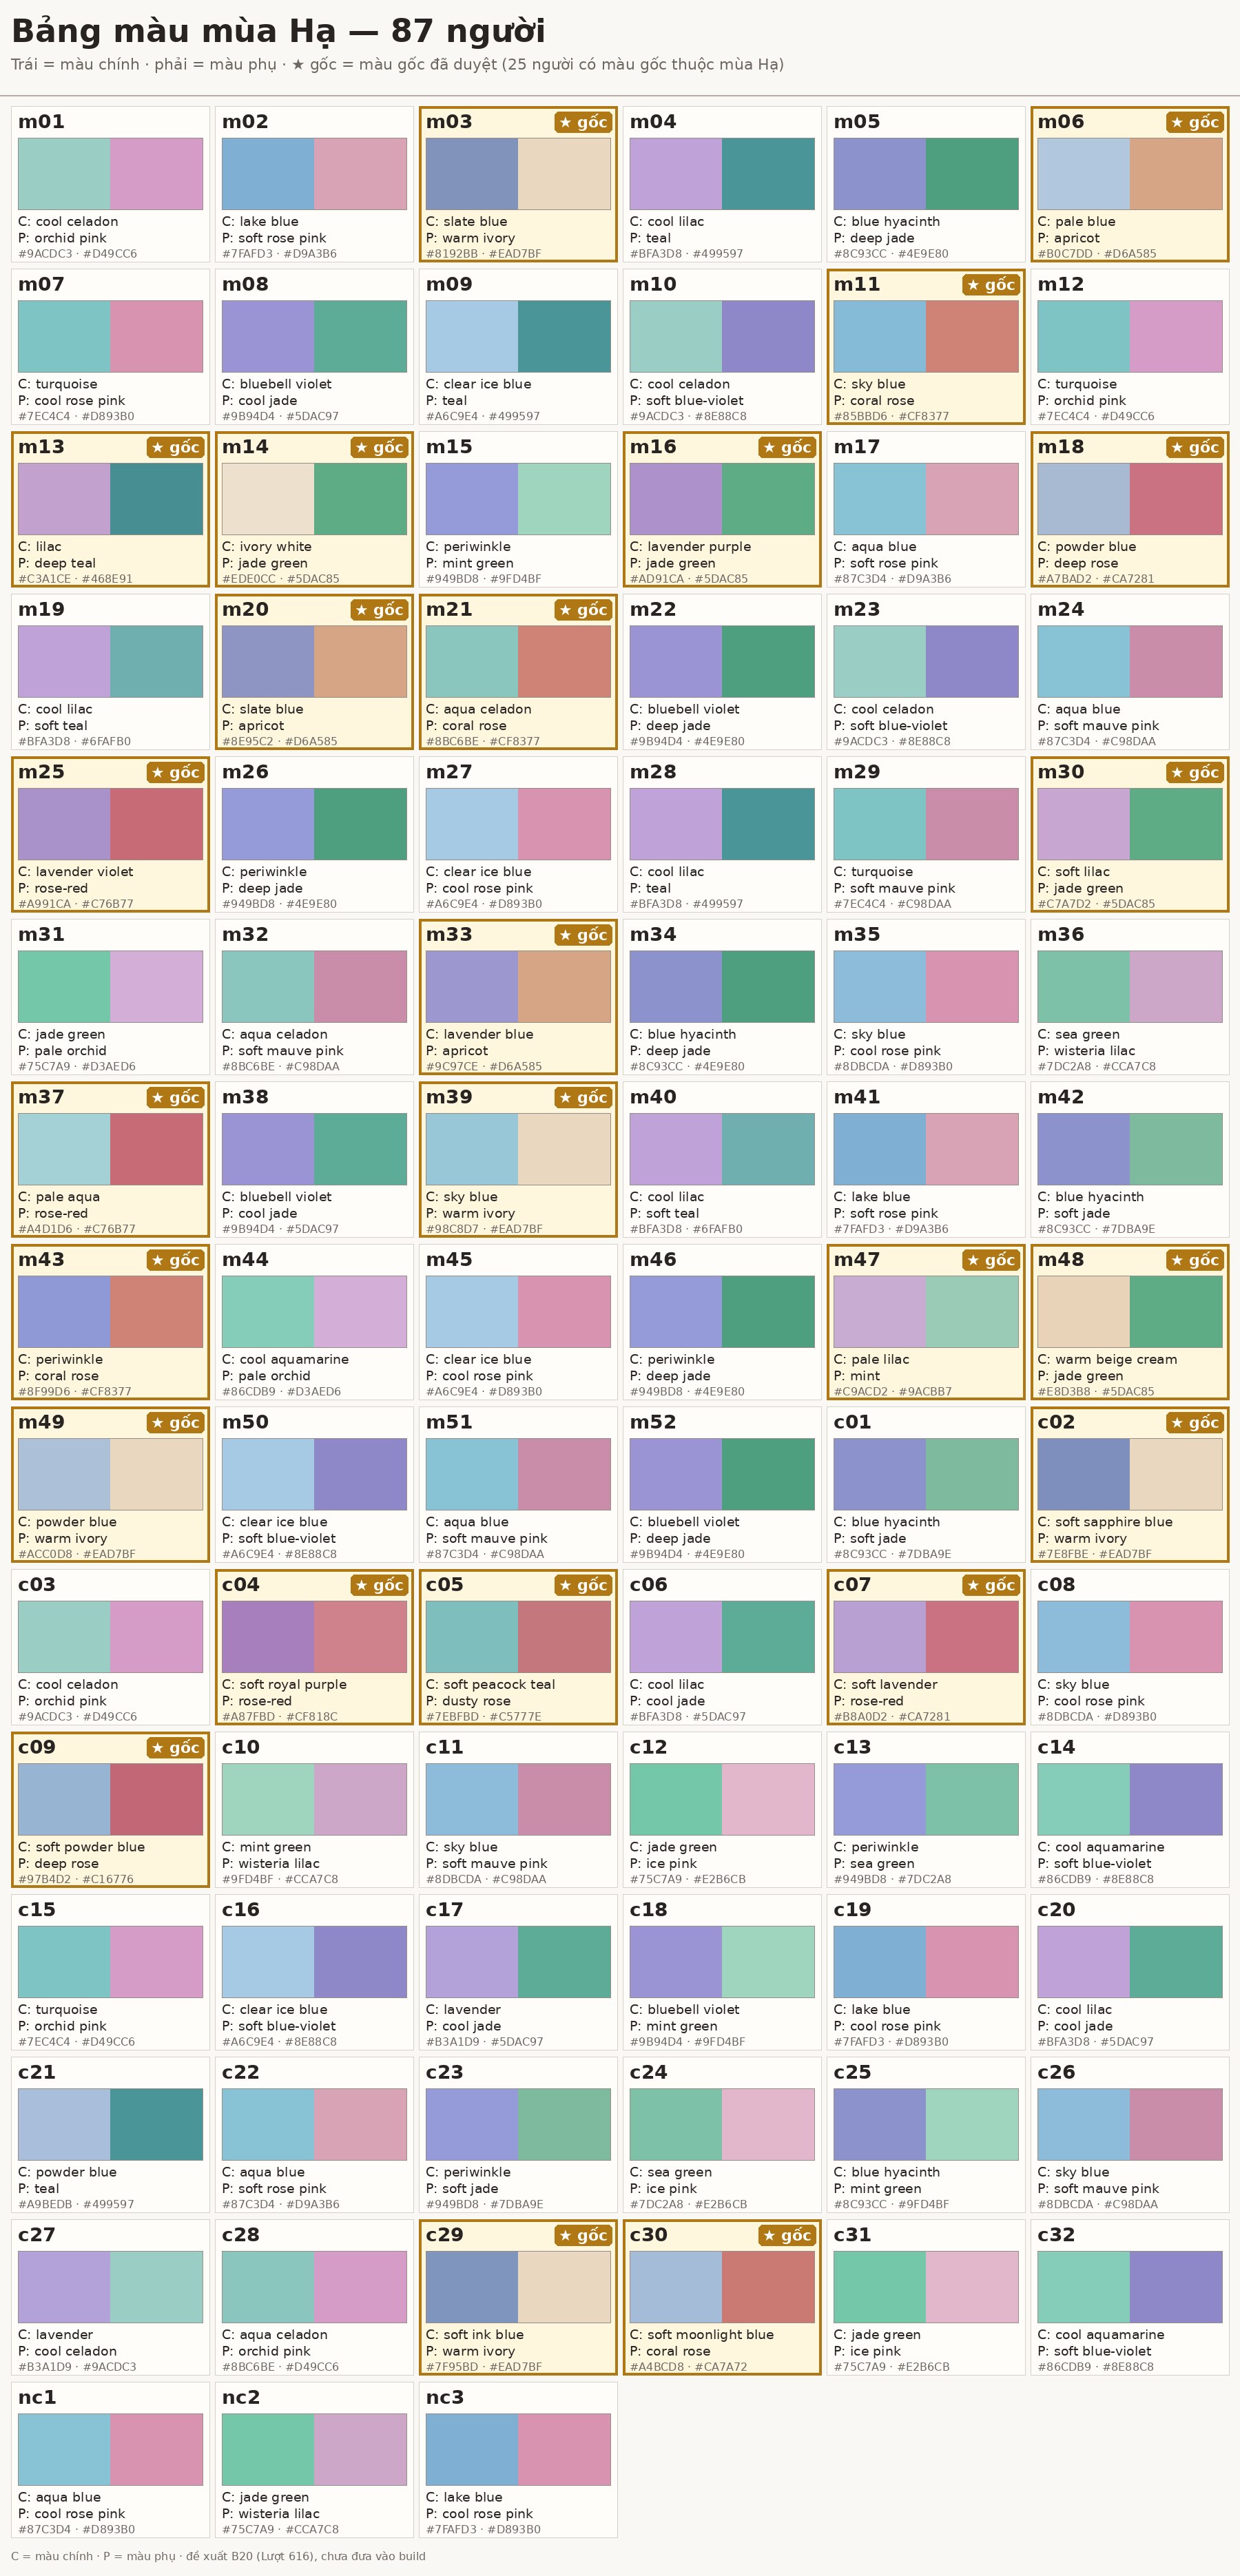 Bảng màu mùa Hạ — 87 người
Trái = màu chính · phải = màu phụ · ★ gốc = màu gốc đã duyệt (25 người có màu gốc thuộc mùa Hạ)
m01
C: cool celadon
P: orchid pink
#9ACDC3 · #D49CC6
m02
C: lake blue
P: soft rose pink
#7FAFD3 · #D9A3B6
m03 ★ gốc
C: slate blue
P: warm ivory
#8192BB · #EAD7BF
m04
C: cool lilac
P: teal
#BFA3D8 · #499597
m05
C: blue hyacinth
P: deep jade
#8C93CC · #4E9E80
m06 ★ gốc
C: pale blue
P: apricot
#B0C7DD · #D6A585
m07
C: turquoise
P: cool rose pink
#7EC4C4 · #D893B0
m08
C: bluebell violet
P: cool jade
#9B94D4 · #5DAC97
m09
C: clear ice blue
P: teal
#A6C9E4 · #499597
m10
C: cool celadon
P: soft blue-violet
#9ACDC3 · #8E88C8
m11 ★ gốc
C: sky blue
P: coral rose
#85BBD6 · #CF8377
m12
C: turquoise
P: orchid pink
#7EC4C4 · #D49CC6
m13 ★ gốc
C: lilac
P: deep teal
#C3A1CE · #468E91
m14 ★ gốc
C: ivory white
P: jade green
#EDE0CC · #5DAC85
m15
C: periwinkle
P: mint green
#949BD8 · #9FD4BF
m16 ★ gốc
C: lavender purple
P: jade green
#AD91CA · #5DAC85
m17
C: aqua blue
P: soft rose pink
#87C3D4 · #D9A3B6
m18 ★ gốc
C: powder blue
P: deep rose
#A7BAD2 · #CA7281
m19
C: cool lilac
P: soft teal
#BFA3D8 · #6FAFB0
m20 ★ gốc
C: slate blue
P: apricot
#8E95C2 · #D6A585
m21 ★ gốc
C: aqua celadon
P: coral rose
#8BC6BE · #CF8377
m22
C: bluebell violet
P: deep jade
#9B94D4 · #4E9E80
m23
C: cool celadon
P: soft blue-violet
#9ACDC3 · #8E88C8
m24
C: aqua blue
P: soft mauve pink
#87C3D4 · #C98DAA
m25 ★ gốc
C: lavender violet
P: rose-red
#A991CA · #C76B77
m26
C: periwinkle
P: deep jade
#949BD8 · #4E9E80
m27
C: clear ice blue
P: cool rose pink
#A6C9E4 · #D893B0
m28
C: cool lilac
P: teal
#BFA3D8 · #499597
m29
C: turquoise
P: soft mauve pink
#7EC4C4 · #C98DAA
m30 ★ gốc
C: soft lilac
P: jade green
#C7A7D2 · #5DAC85
m31
C: jade green
P: pale orchid
#75C7A9 · #D3AED6
m32
C: aqua celadon
P: soft mauve pink
#8BC6BE · #C98DAA
m33 ★ gốc
C: lavender blue
P: apricot
#9C97CE · #D6A585
m34
C: blue hyacinth
P: deep jade
#8C93CC · #4E9E80
m35
C: sky blue
P: cool rose pink
#8DBCDA · #D893B0
m36
C: sea green
P: wisteria lilac
#7DC2A8 · #CCA7C8
m37 ★ gốc
C: pale aqua
P: rose-red
#A4D1D6 · #C76B77
m38
C: bluebell violet
P: cool jade
#9B94D4 · #5DAC97
m39 ★ gốc
C: sky blue
P: warm ivory
#98C8D7 · #EAD7BF
m40
C: cool lilac
P: soft teal
#BFA3D8 · #6FAFB0
m41
C: lake blue
P: soft rose pink
#7FAFD3 · #D9A3B6
m42
C: blue hyacinth
P: soft jade
#8C93CC · #7DBA9E
m43 ★ gốc
C: periwinkle
P: coral rose
#8F99D6 · #CF8377
m44
C: cool aquamarine
P: pale orchid
#86CDB9 · #D3AED6
m45
C: clear ice blue
P: cool rose pink
#A6C9E4 · #D893B0
m46
C: periwinkle
P: deep jade
#949BD8 · #4E9E80
m47 ★ gốc
C: pale lilac
P: mint
#C9ACD2 · #9ACBB7
m48 ★ gốc
C: warm beige cream
P: jade green
#E8D3B8 · #5DAC85
m49 ★ gốc
C: powder blue
P: warm ivory
#ACC0D8 · #EAD7BF
m50
C: clear ice blue
P: soft blue-violet
#A6C9E4 · #8E88C8
m51
C: aqua blue
P: soft mauve pink
#87C3D4 · #C98DAA
m52
C: bluebell violet
P: deep jade
#9B94D4 · #4E9E80
c01
C: blue hyacinth
P: soft jade
#8C93CC · #7DBA9E
c02 ★ gốc
C: soft sapphire blue
P: warm ivory
#7E8FBE · #EAD7BF
c03
C: cool celadon
P: orchid pink
#9ACDC3 · #D49CC6
c04 ★ gốc
C: soft royal purple
P: rose-red
#A87FBD · #CF818C
c05 ★ gốc
C: soft peacock teal
P: dusty rose
#7EBFBD · #C5777E
c06
C: cool lilac
P: cool jade
#BFA3D8 · #5DAC97
c07 ★ gốc
C: soft lavender
P: rose-red
#B8A0D2 · #CA7281
c08
C: sky blue
P: cool rose pink
#8DBCDA · #D893B0
c09 ★ gốc
C: soft powder blue
P: deep rose
#97B4D2 · #C16776
c10
C: mint green
P: wisteria lilac
#9FD4BF · #CCA7C8
c11
C: sky blue
P: soft mauve pink
#8DBCDA · #C98DAA
c12
C: jade green
P: ice pink
#75C7A9 · #E2B6CB
c13
C: periwinkle
P: sea green
#949BD8 · #7DC2A8
c14
C: cool aquamarine
P: soft blue-violet
#86CDB9 · #8E88C8
c15
C: turquoise
P: orchid pink
#7EC4C4 · #D49CC6
c16
C: clear ice blue
P: soft blue-violet
#A6C9E4 · #8E88C8
c17
C: lavender
P: cool jade
#B3A1D9 · #5DAC97
c18
C: bluebell violet
P: mint green
#9B94D4 · #9FD4BF
c19
C: lake blue
P: cool rose pink
#7FAFD3 · #D893B0
c20
C: cool lilac
P: cool jade
#BFA3D8 · #5DAC97
c21
C: powder blue
P: teal
#A9BEDB · #499597
c22
C: aqua blue
P: soft rose pink
#87C3D4 · #D9A3B6
c23
C: periwinkle
P: soft jade
#949BD8 · #7DBA9E
c24
C: sea green
P: ice pink
#7DC2A8 · #E2B6CB
c25
C: blue hyacinth
P: mint green
#8C93CC · #9FD4BF
c26
C: sky blue
P: soft mauve pink
#8DBCDA · #C98DAA
c27
C: lavender
P: cool celadon
#B3A1D9 · #9ACDC3
c28
C: aqua celadon
P: orchid pink
#8BC6BE · #D49CC6
c29 ★ gốc
C: soft ink blue
P: warm ivory
#7F95BD · #EAD7BF
c30 ★ gốc
C: soft moonlight blue
P: coral rose
#A4BCD8 · #CA7A72
c31
C: jade green
P: ice pink
#75C7A9 · #E2B6CB
c32
C: cool aquamarine
P: soft blue-violet
#86CDB9 · #8E88C8
nc1
C: aqua blue
P: cool rose pink
#87C3D4 · #D893B0
nc2
C: jade green
P: wisteria lilac
#75C7A9 · #CCA7C8
nc3
C: lake blue
P: cool rose pink
#7FAFD3 · #D893B0
C = màu chính · P = màu phụ · đề xuất B20 (Lượt 616), chưa đưa vào build